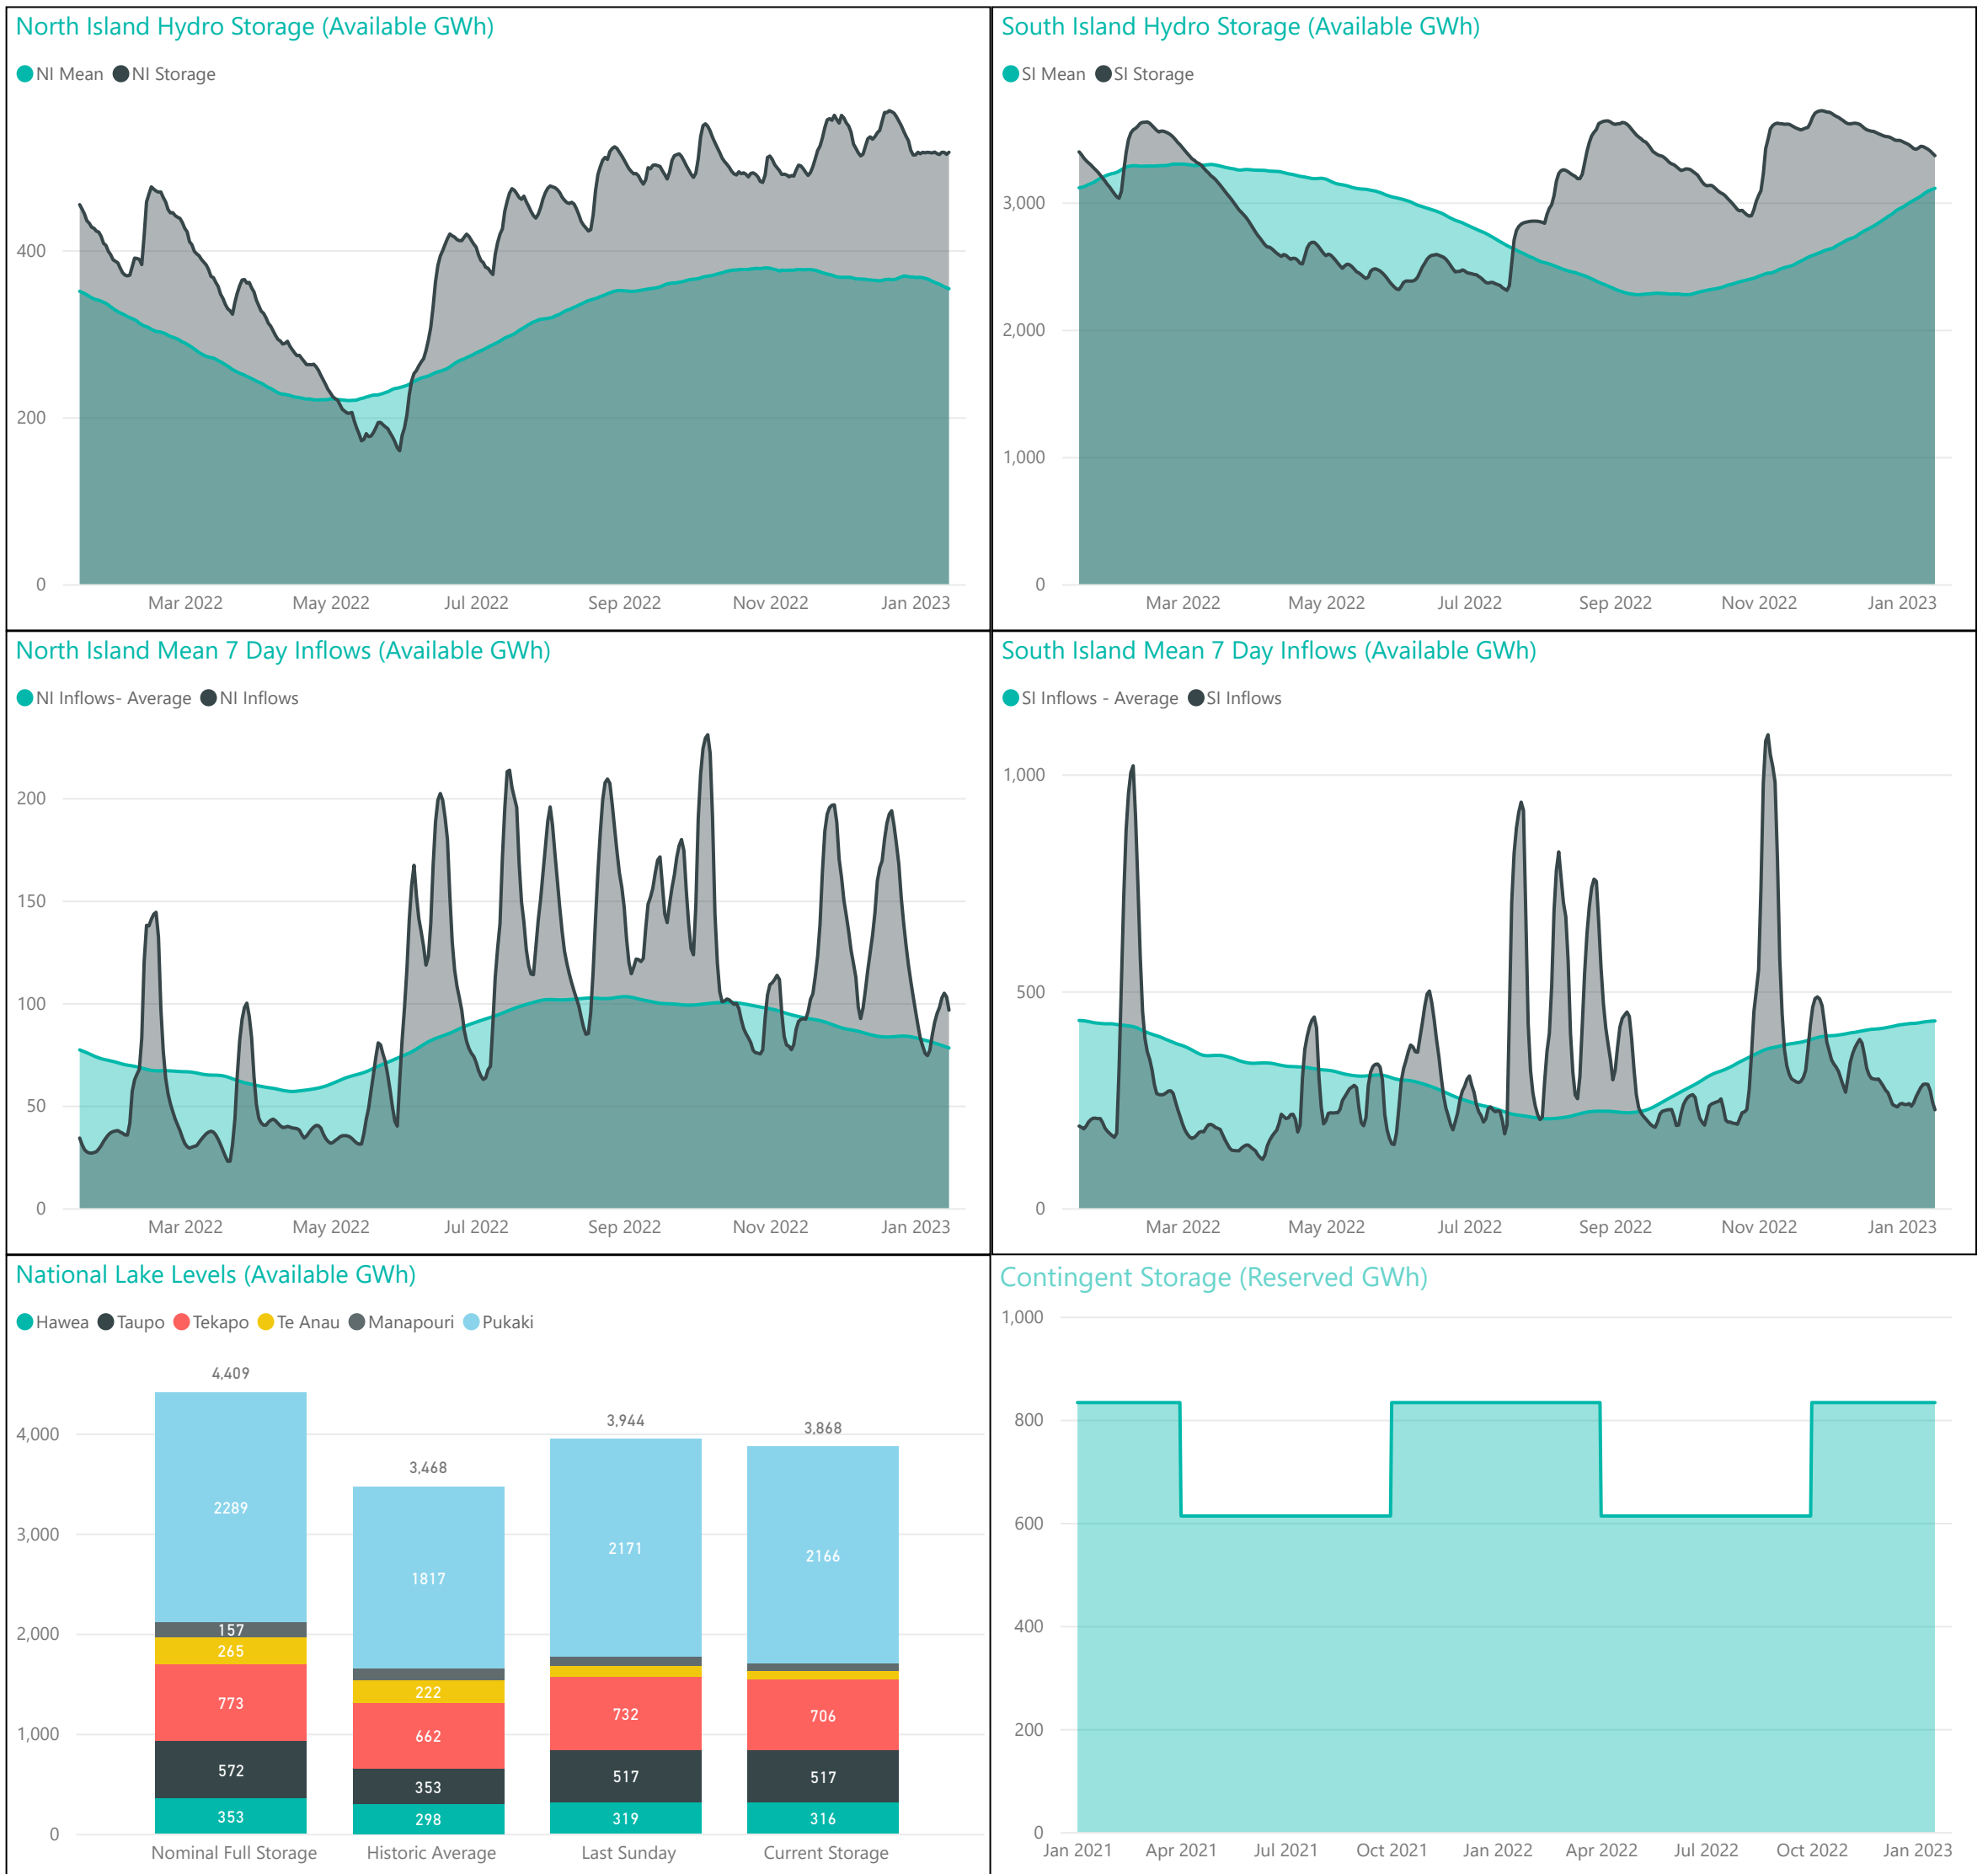 North Island Hydro Storage (Available GWh)
NI Mean NI Storage
400
200
0
Mar 2022 May 2022 Jul 2022 Sep 2022 Nov 2022 Jan 2023
South Island Hydro Storage (Available GWh)
SI Mean SI Storage
3,000
2,000
1,000
0
Mar 2022 May 2022 Jul 2022 Sep 2022 Nov 2022 Jan 2023
North Island Mean 7 Day Inflows (Available GWh)
NI Inflows- Average NI Inflows
200
150
100
50
0
Mar 2022 May 2022 Jul 2022 Sep 2022 Nov 2022 Jan 2023
South Island Mean 7 Day Inflows (Available GWh)
SI Inflows - Average SI Inflows
1,000
500
0
Mar 2022 May 2022 Jul 2022 Sep 2022 Nov 2022 Jan 2023
National Lake Levels (Available GWh)
Hawea Taupo Tekapo Te Anau Manapouri Pukaki
4,409
3,468
3,944
3,868
4,000
3,000
2,000
1,000
0
2289
157
265
773
572
353
1817
222
662
353
298
2171
732
517
319
2166
706
517
316
Nominal Full Storage Historic Average Last Sunday Current Storage
Contingent Storage (Reserved GWh)
1,000
800
600
400
200
0
Jan 2021 Apr 2021 Jul 2021 Oct 2021 Jan 2022 Apr 2022 Jul 2022 Oct 2022 Jan 2023